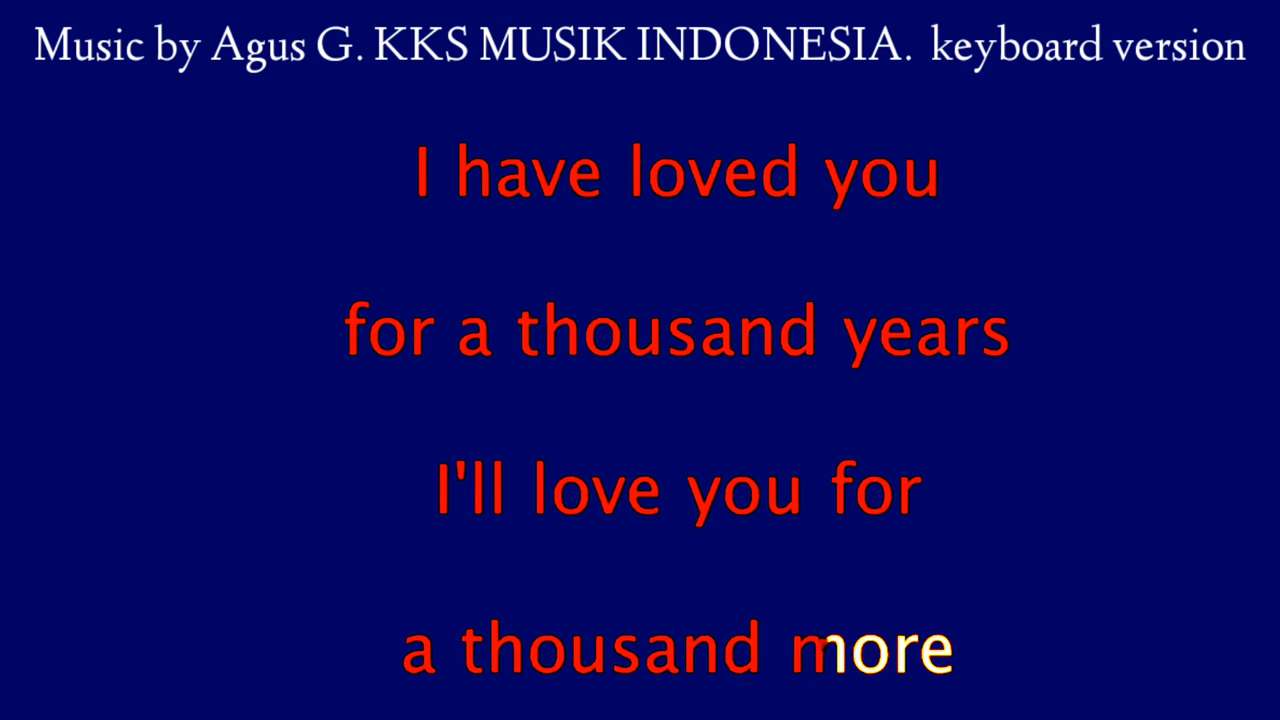 Music by Agus G. KKS MUSIK INDONESIA. keyboard version
I have loved you
for a thousand years
I'll love you for
a thousand more